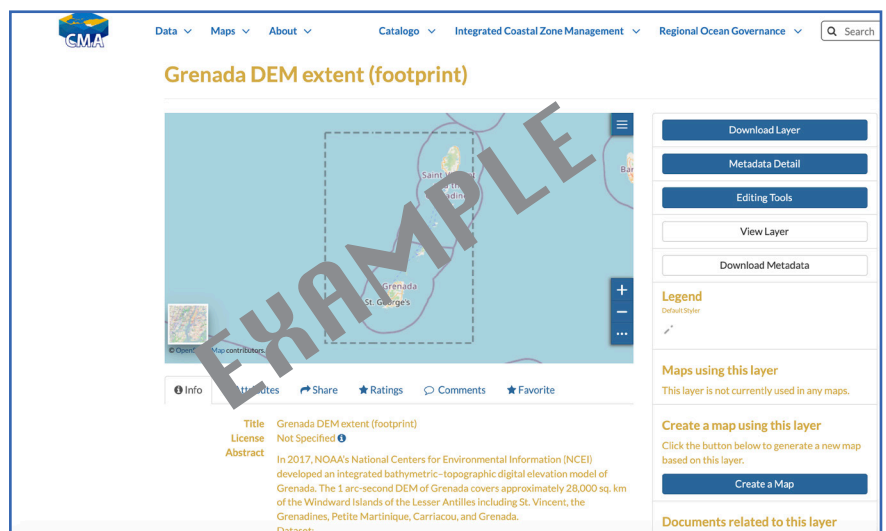 CMA
Data Maps About Catalogo Integrated Coastal Zone Management Regional Ocean Governance Search
Grenada DEM extent (footprint)
Saint Vincent
Grenada
St. George's
© OpenStreetMap contributors.
EXAMPLE
Info Attributes Share Ratings Comments Favorite
Title Grenada DEM extent (footprint)
License Not Specified
Abstract In 2017, NOAA's National Centers for Environmental Information (NCEI)
developed an integrated bathymetric–topographic digital elevation model of
Grenada. The 1 arc-second DEM of Grenada covers approximately 28,000 sq. km
of the Windward Islands of the Lesser Antilles including St. Vincent, the
Grenadines, Petite Martinique, Carriacou, and Grenada.
Dataset:
Download Layer
Metadata Detail
Editing Tools
View Layer
Download Metadata
Legend
Default Styler
Maps using this layer
This layer is not currently used in any maps.
Create a map using this layer
Click the button below to generate a new map
based on this layer.
Create a Map
Documents related to this layer